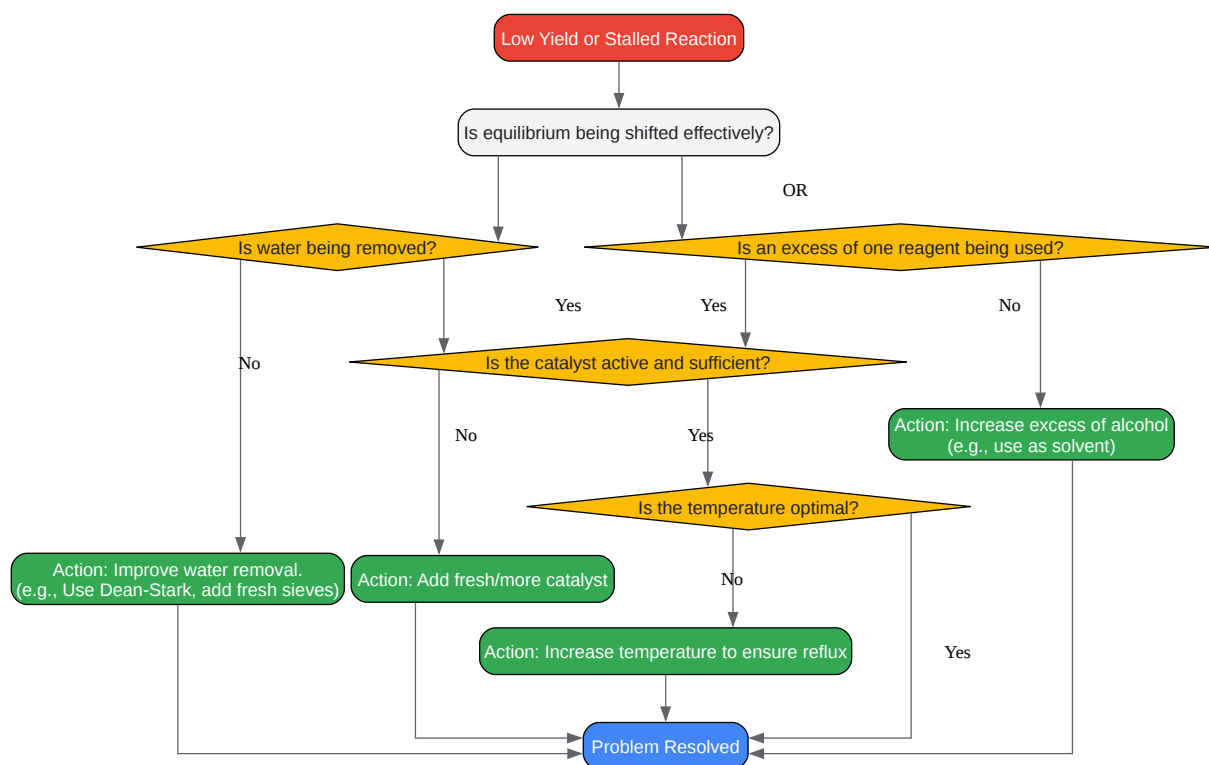 Low Yield or Stalled Reaction
Is equilibrium being shifted effectively?
OR
Is water being removed?
Is an excess of one reagent being used?
Yes
Yes
No
No
Is the catalyst active and sufficient?
Action: Increase excess of alcohol
(e.g., use as solvent)
No
Yes
Is the temperature optimal?
Action: Improve water removal.
(e.g., Use Dean-Stark, add fresh sieves)
Action: Add fresh/more catalyst
No
Action: Increase temperature to ensure reflux
Yes
Problem Resolved